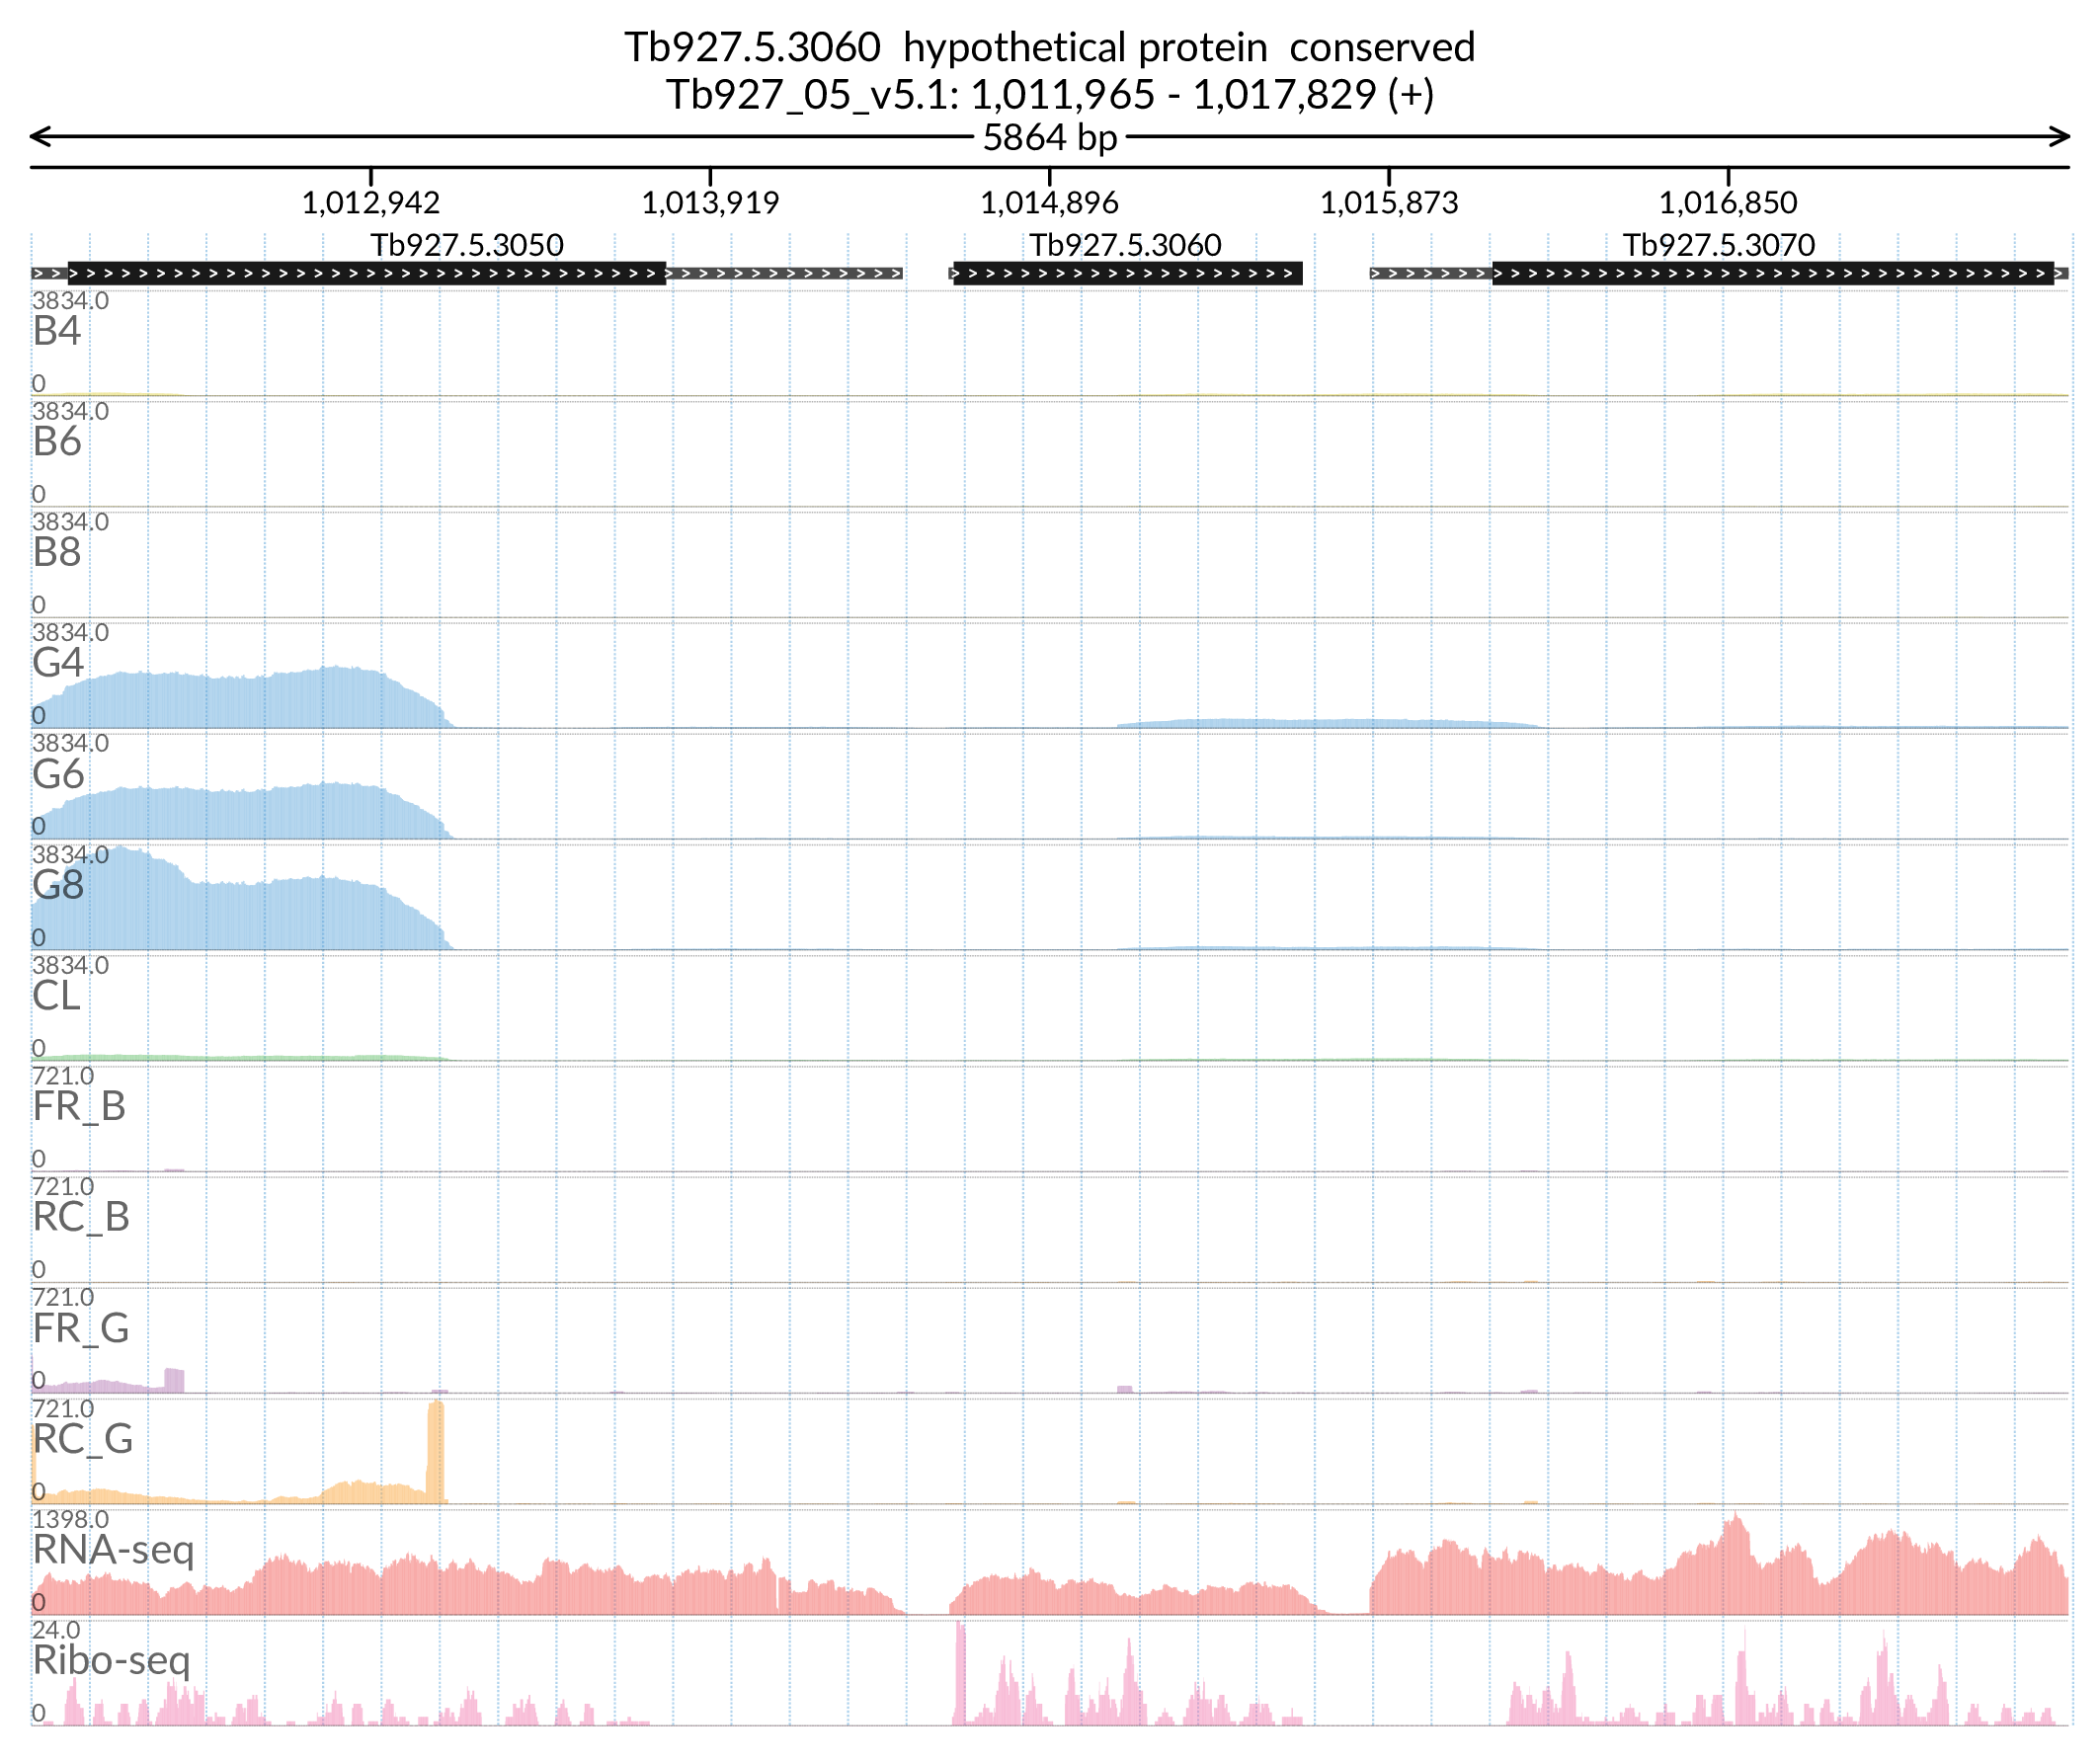 Tb927.5.3060  hypothetical protein  conserved
Tb927_05_v5.1: 1,011,965 - 1,017,829 (+)
5864 bp
1,012,942 1,013,919 1,014,896 1,015,873 1,016,850
Tb927.5.3050 Tb927.5.3060 Tb927.5.3070
3834.0
B4
0
3834.0
B6
0
3834.0
B8
0
3834.0
G4
0
3834.0
G6
0
3834.0
G8
0
3834.0
CL
0
721.0
FR_B
0
721.0
RC_B
0
721.0
FR_G
0
721.0
RC_G
0
1398.0
RNA-seq
0
24.0
Ribo-seq
0